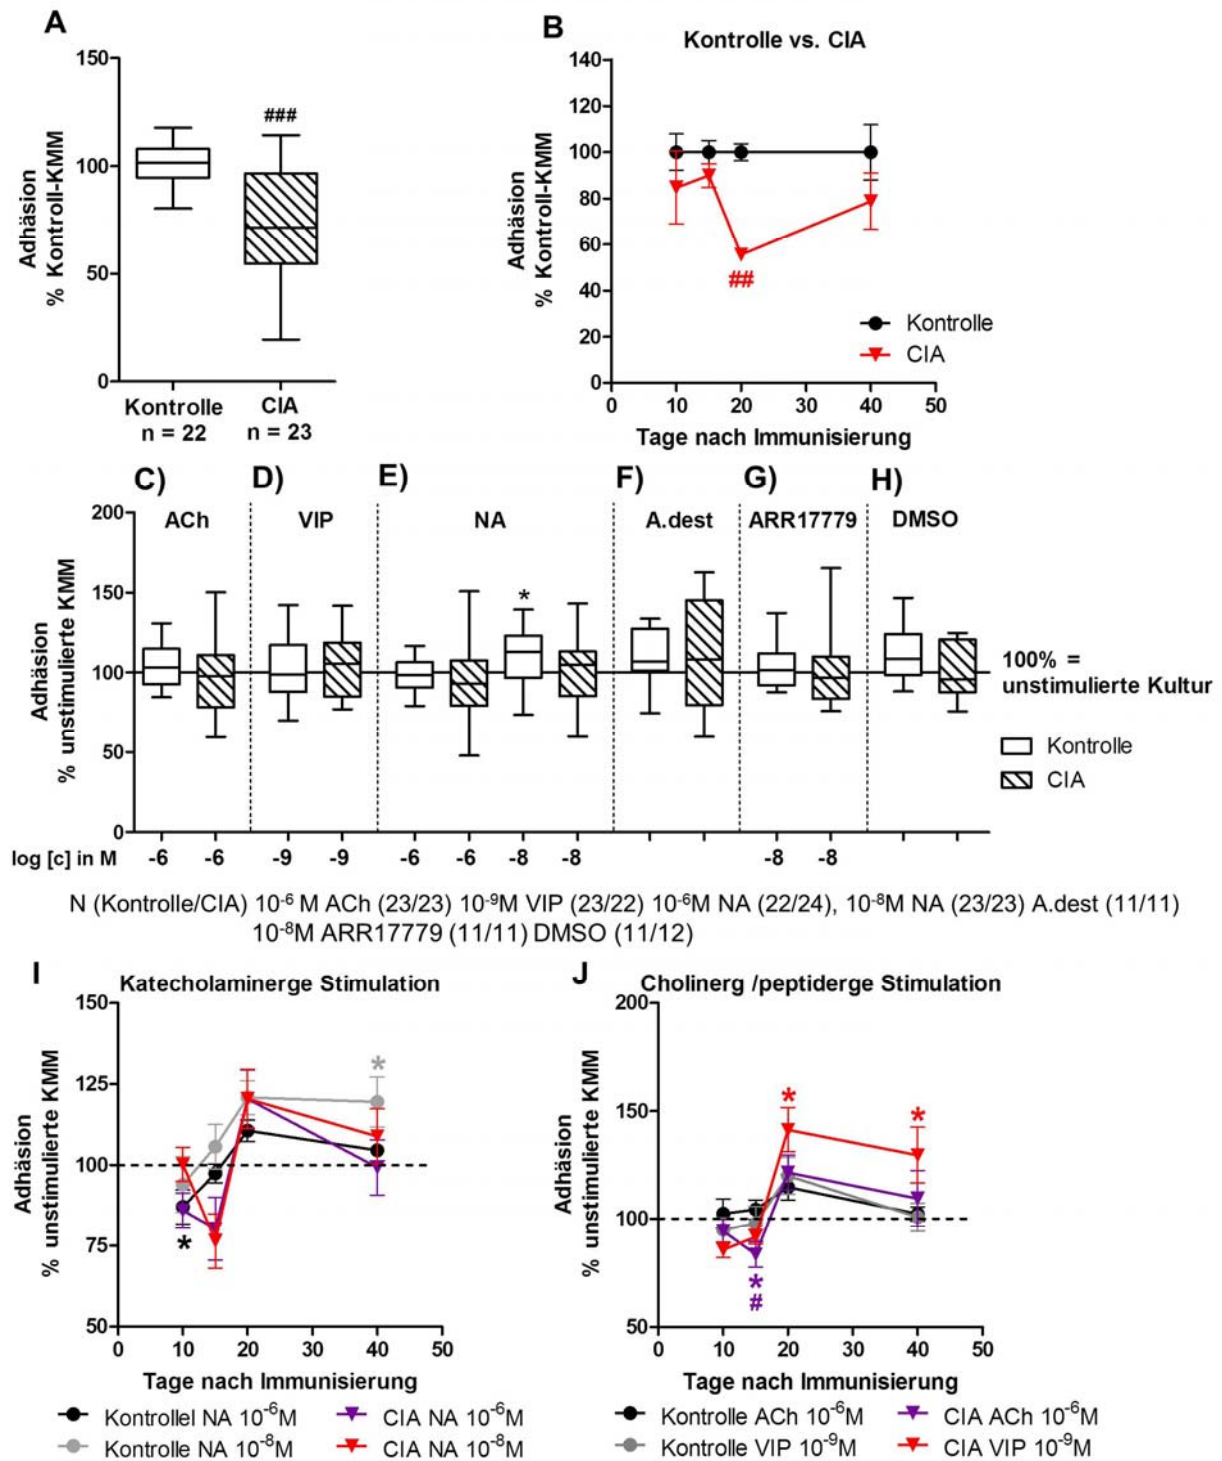 A
150
100
50
0
Adhäsion
% Kontroll-KMM
###
Kontrolle
n = 22
CIA
n = 23
B
Kontrolle vs. CIA
140
120
100
80
60
40
20
0
Adhäsion
% Kontroll-KMM
##
Kontrolle
CIA
0 10 20 30 40 50
Tage nach Immunisierung
C) D) E) F) G) H)
ACh VIP NA A.dest ARR17779 DMSO
200
150
100
50
0
Adhäsion
% unstimulierte KMM
*
100% =
unstimulierte Kultur
Kontrolle
CIA
log [c] in M -6 -6 -9 -9 -6 -6 -8 -8 -8 -8
N (Kontrolle/CIA) 10⁻⁶ M ACh (23/23) 10⁻⁹M VIP (23/22) 10⁻⁶M NA (22/24), 10⁻⁸M NA (23/23) A.dest (11/11)
10⁻⁸M ARR17779 (11/11) DMSO (11/12)
I
Katecholaminerge Stimulation
150
125
100
75
50
Adhäsion
% unstimulierte KMM
*
*
0 10 20 30 40 50
Tage nach Immunisierung
Kontrollel NA 10⁻⁶M
CIA NA 10⁻⁶M
Kontrolle NA 10⁻⁸M
CIA NA 10⁻⁸M
J
Cholinerg /peptiderge Stimulation
200
150
100
50
Adhäsion
% unstimulierte KMM
*
*
*
#
0 10 20 30 40 50
Tage nach Immunisierung
Kontrolle ACh 10⁻⁶M
CIA ACh 10⁻⁶M
Kontrolle VIP 10⁻⁹M
CIA VIP 10⁻⁹M